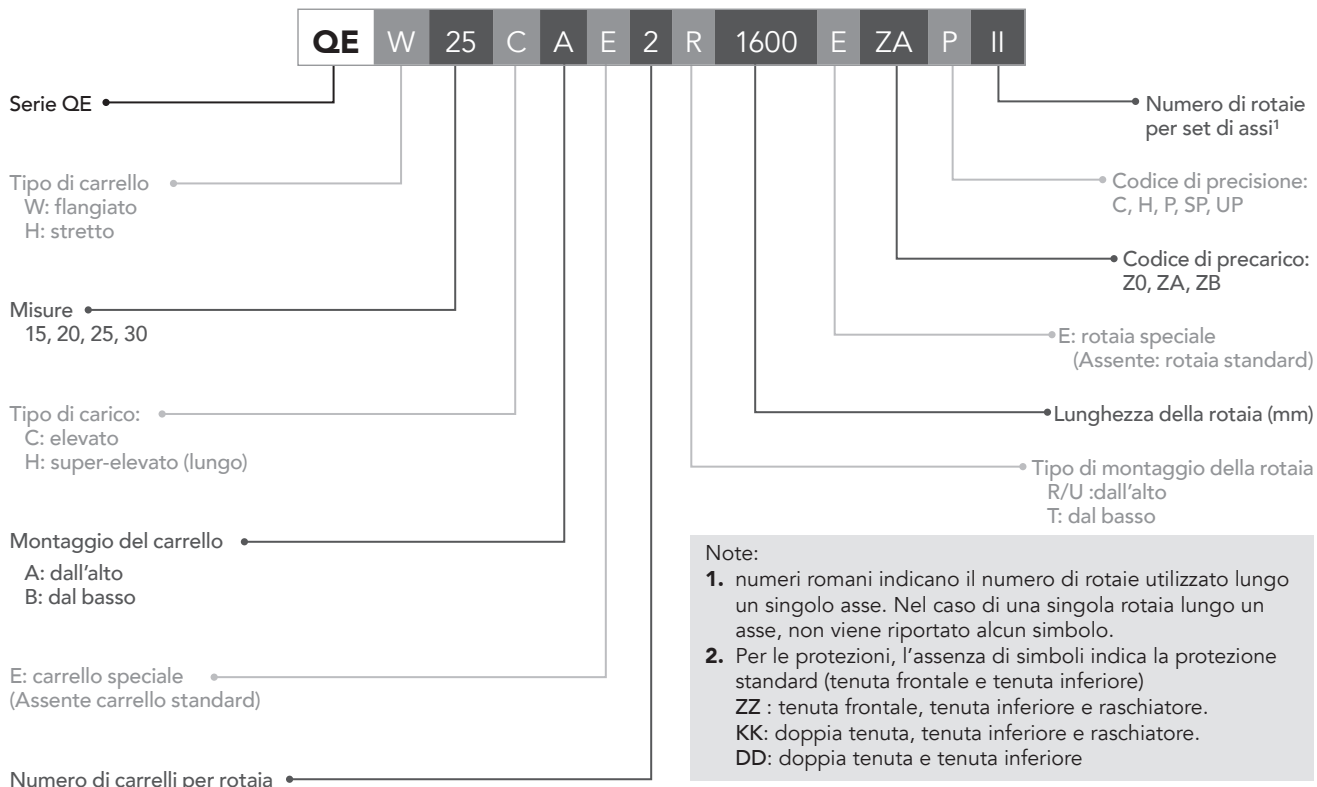 QE W 25 C A E 2 R 1600 E ZA P II
Serie QE
Tipo di carrello
W: flangiato
H: stretto
Misure
15, 20, 25, 30
Tipo di carico:
C: elevato
H: super-elevato (lungo)
Montaggio del carrello
A: dall'alto
B: dal basso
E: carrello speciale
(Assente carrello standard)
Numero di carrelli per rotaia
Numero di rotaie
per set di assi¹
Codice di precisione:
C, H, P, SP, UP
Codice di precarico:
Z0, ZA, ZB
E: rotaia speciale
(Assente: rotaia standard)
Lunghezza della rotaia (mm)
Tipo di montaggio della rotaia
R/U :dall'alto
T: dal basso
Note:
1. numeri romani indicano il numero di rotaie utilizzato lungo
un singolo asse. Nel caso di una singola rotaia lungo un
asse, non viene riportato alcun simbolo.
2. Per le protezioni, l'assenza di simboli indica la protezione
standard (tenuta frontale e tenuta inferiore)
ZZ : tenuta frontale, tenuta inferiore e raschiatore.
KK: doppia tenuta, tenuta inferiore e raschiatore.
DD: doppia tenuta e tenuta inferiore